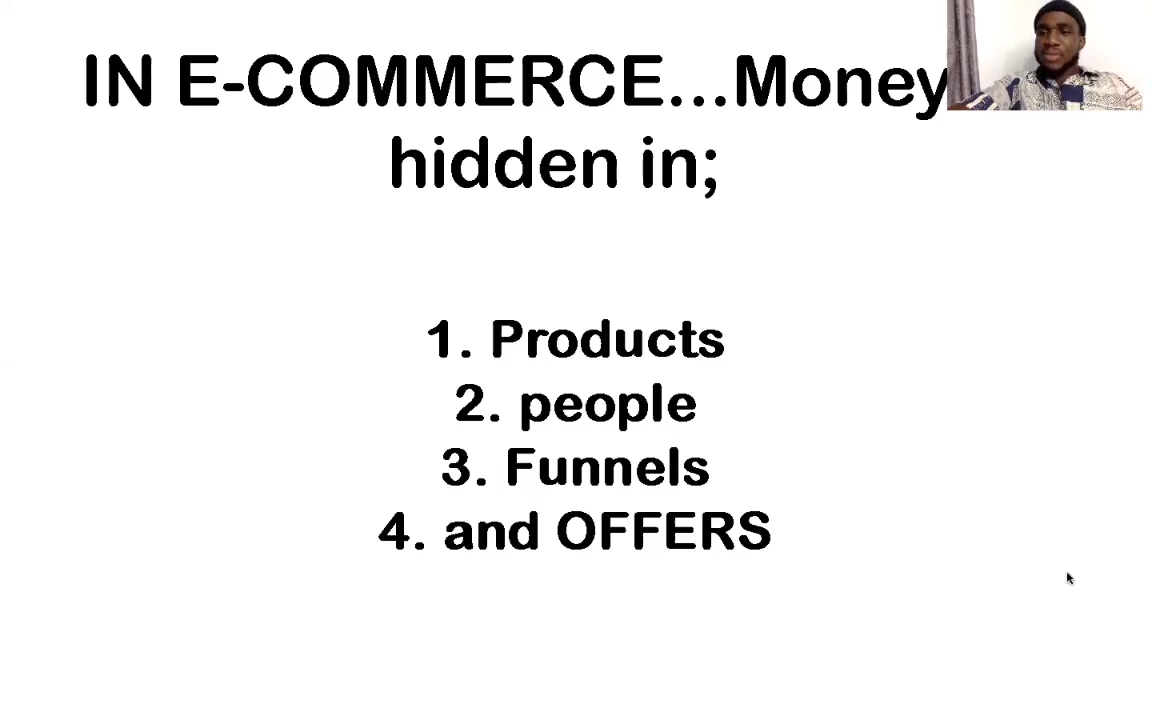 IN E-COMMERCE...Money
hidden in;
1. Products
2. people
3. Funnels
4. and OFFERS